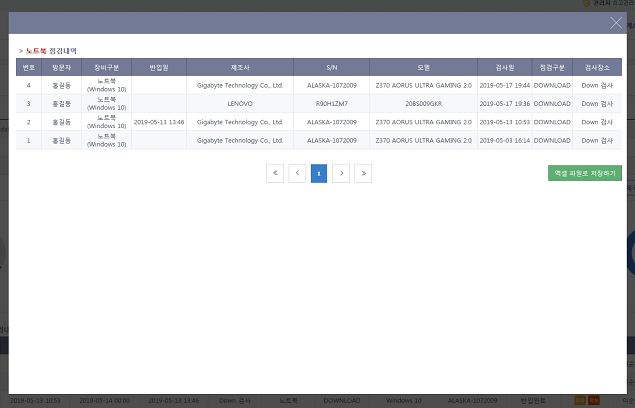 > 노트북 점검내역
번호 방문자 장비구분 반입일 제조사 S/N 모델 검사일 점검구분 검사장소
4 홍길동 노트북 (Windows 10) Gigabyte Technology Co., Ltd. ALASKA-1072009 Z370 AORUS ULTRA GAMING 2.0 2019-05-17 19:44 DOWNLOAD Down 검사
3 홍길동 노트북 (Windows 10) LENOVO R90H1ZM7 20BS009GKR 2019-05-17 19:36 DOWNLOAD Down 검사
2 홍길동 노트북 (Windows 10) 2019-05-13 13:46 Gigabyte Technology Co., Ltd. ALASKA-1072009 Z370 AORUS ULTRA GAMING 2.0 2019-05-13 10:53 DOWNLOAD Down 검사
1 홍길동 노트북 (Windows 10) Gigabyte Technology Co., Ltd. ALASKA-1072009 Z370 AORUS ULTRA GAMING 2.0 2019-05-03 16:14 DOWNLOAD Down 검사
« < 1 > » 엑셀 파일로 저장하기
2019-05-13 10:53 2019-05-14 00:00 2019-05-13 13:46 Down 검사 노트북 DOWNLOAD Windows 10 ALASKA-1072009 반입완료